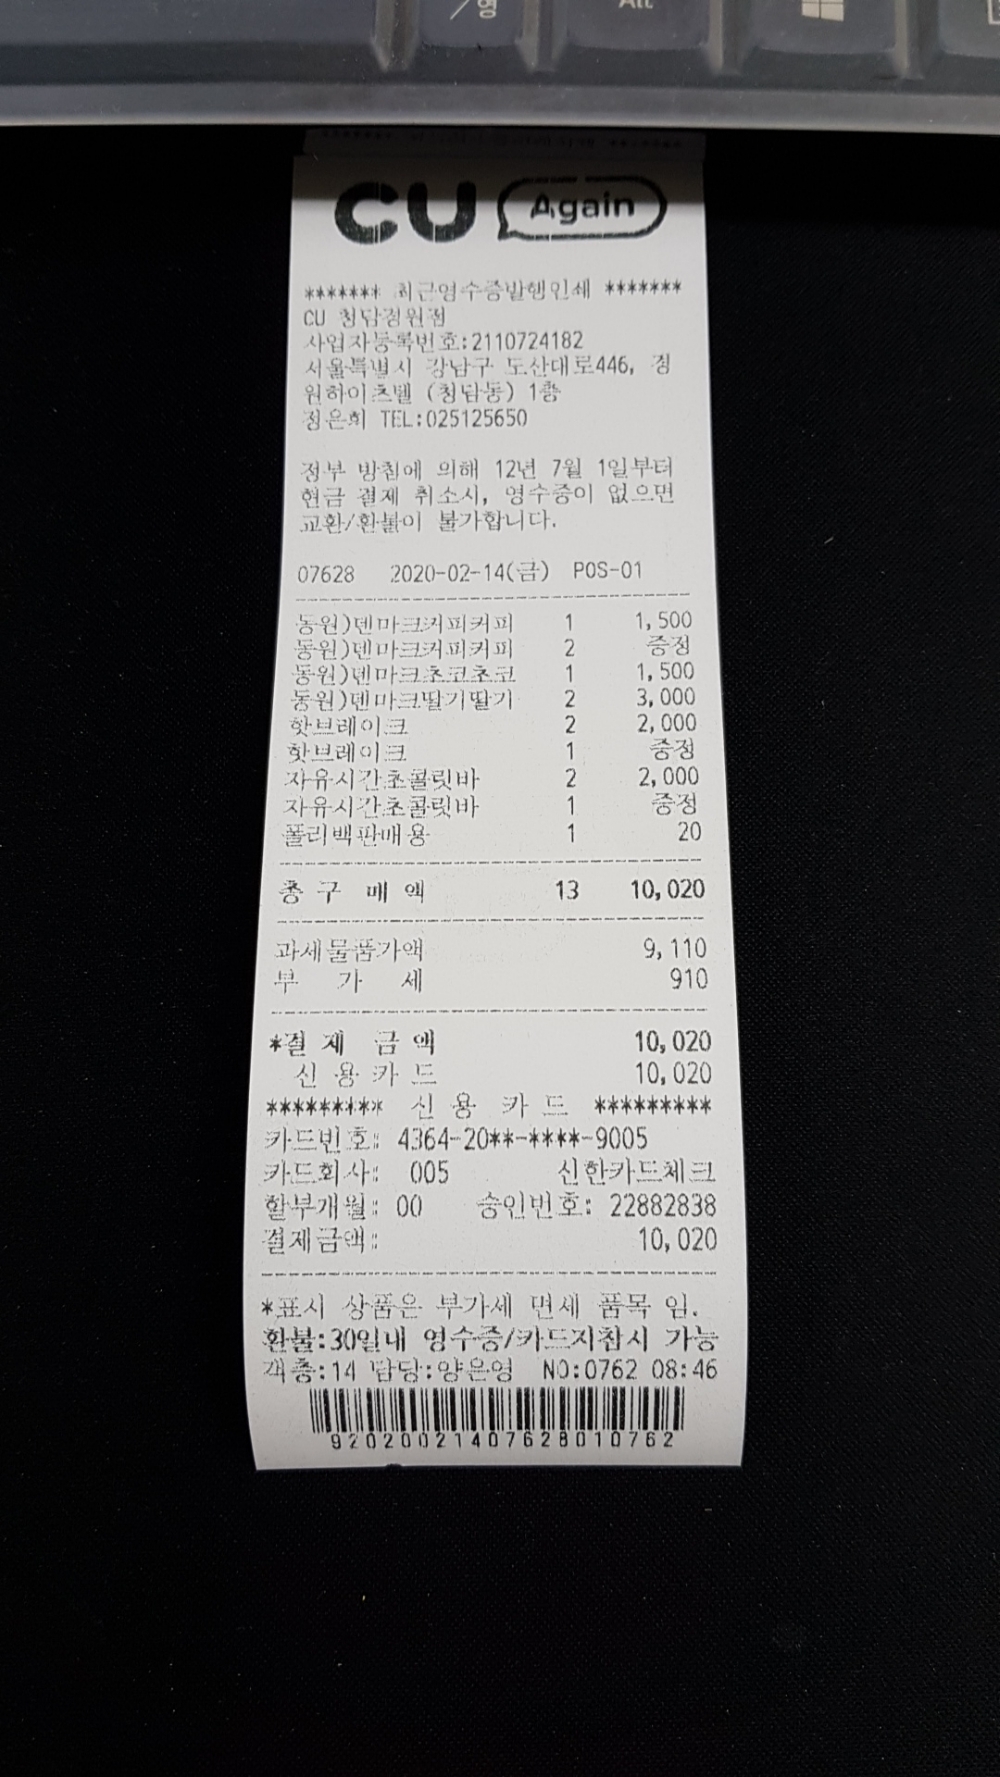 /영
Alt
CU Again
******* 최근영수증발행인쇄 *******
CU 청담정원점
사업자등록번호:2110724182
서울특별시 강남구 도산대로446, 정
원하이츠텔 (청담동) 1층
정은희 TEL:025125650
정부 방침에 의해 12년 7월 1일부터
현금 결제 취소시, 영수증이 없으면
교환/환불이 불가합니다.
07628 2020-02-14(금) POS-01
동원)덴마크커피커피 1 1,500
동원)덴마크커피커피 2 증정
동원)덴마크초코초코 1 1,500
동원)덴마크딸기딸기 2 3,000
핫브레이크 2 2,000
핫브레이크 1 증정
자유시간초콜릿바 2 2,000
자유시간초콜릿바 1 증정
폴리백판매용 1 20
총 구 매 액 13 10,020
과세물품가액 9,110
부 가 세 910
*결 제 금 액 10,020
신 용 카 드 10,020
********* 신 용 카 드 *********
카드번호: 4364-20**-****-9005
카드회사: 005 신한카드체크
할부개월: 00 승인번호: 22882838
결제금액: 10,020
*표시 상품은 부가세 면세 품목 임.
환불:30일내 영수증/카드지참시 가능
객층:14 담당:양은영 NO:0762 08:46
92020021407628010762